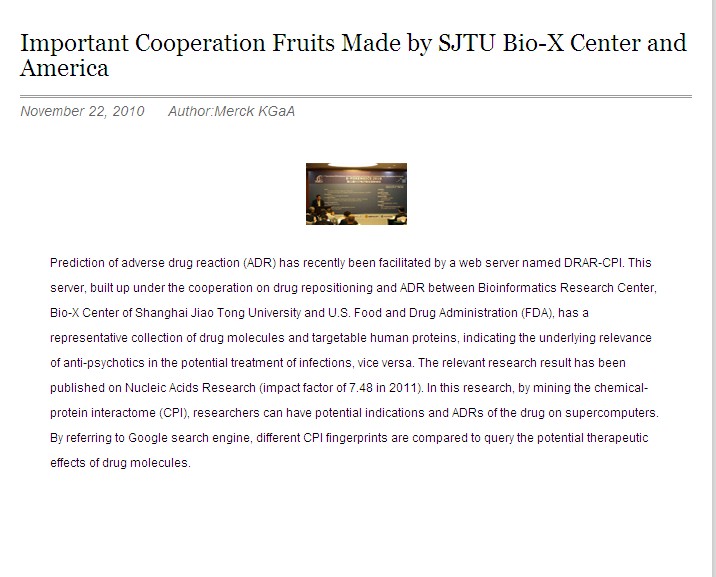 Important Cooperation Fruits Made by SJTU Bio-X Center and
America
November 22, 2010 Author:Merck KGaA
Prediction of adverse drug reaction (ADR) has recently been facilitated by a web server named DRAR-CPI. This
server, built up under the cooperation on drug repositioning and ADR between Bioinformatics Research Center,
Bio-X Center of Shanghai Jiao Tong University and U.S. Food and Drug Administration (FDA), has a
representative collection of drug molecules and targetable human proteins, indicating the underlying relevance
of anti-psychotics in the potential treatment of infections, vice versa. The relevant research result has been
published on Nucleic Acids Research (impact factor of 7.48 in 2011). In this research, by mining the chemical-
protein interactome (CPI), researchers can have potential indications and ADRs of the drug on supercomputers.
By referring to Google search engine, different CPI fingerprints are compared to query the potential therapeutic
effects of drug molecules.